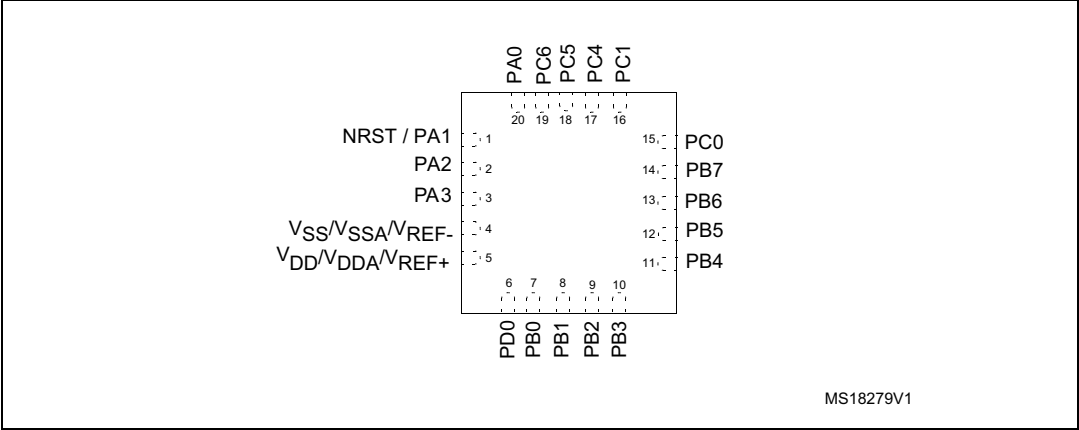 PA0 PC6 PC5 PC4 PC1
20 19 18 17 16
NRST / PA1 1 15 PC0
PA2 2 14 PB7
PA3 3 13 PB6
VSS/VSSA/VREF- 4 12 PB5
VDD/VDDA/VREF+ 5 11 PB4
6 7 8 9 10
PD0 PB0 PB1 PB2 PB3
MS18279V1